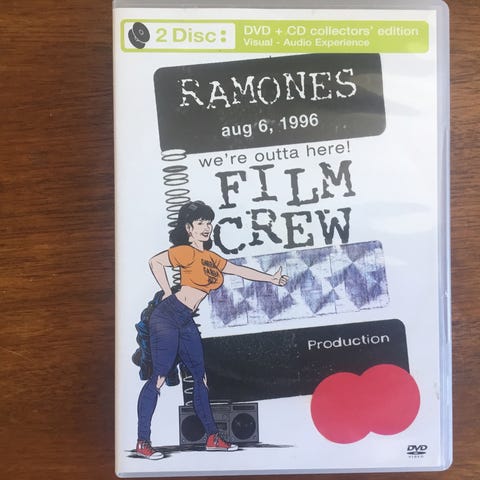 2 Disc:
DVD + CD collectors' edition
Visual - Audio Experience
RAMONES
aug 6, 1996
we're outta here!
FILM
CREW
Production
DVD
VIDEO